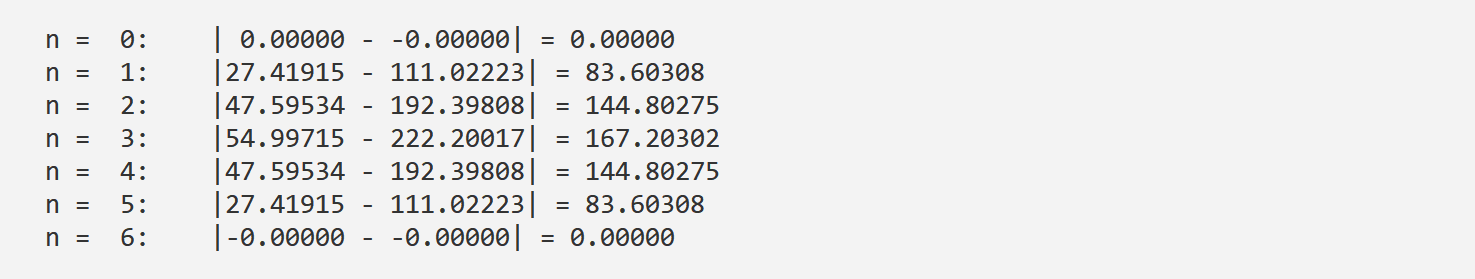 n =  0:    | 0.00000 - -0.00000| = 0.00000
n =  1:    |27.41915 - 111.02223| = 83.60308
n =  2:    |47.59534 - 192.39808| = 144.80275
n =  3:    |54.99715 - 222.20017| = 167.20302
n =  4:    |47.59534 - 192.39808| = 144.80275
n =  5:    |27.41915 - 111.02223| = 83.60308
n =  6:    |-0.00000 - -0.00000| = 0.00000